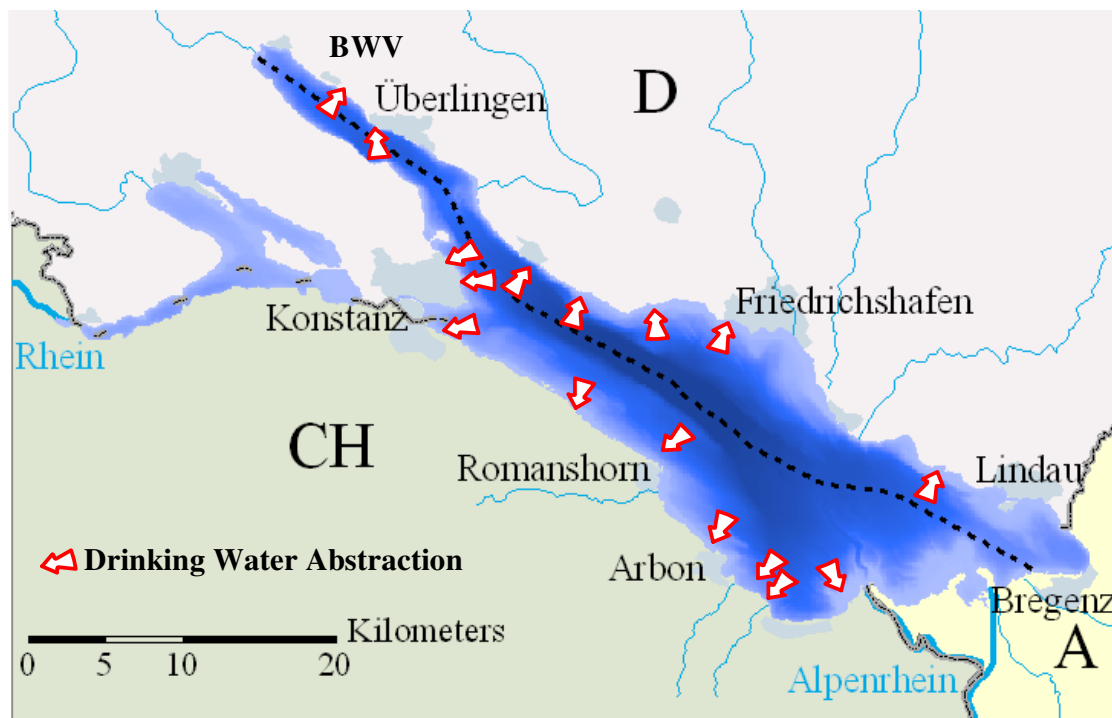 BWV
D
Überlingen
Friedrichshafen
Konstanz
Rhein
CH
Romanshorn
Lindau
Drinking Water Abstraction
Arbon
Bregenz
Kilometers
A
0 5 10 20
Alpenrhein